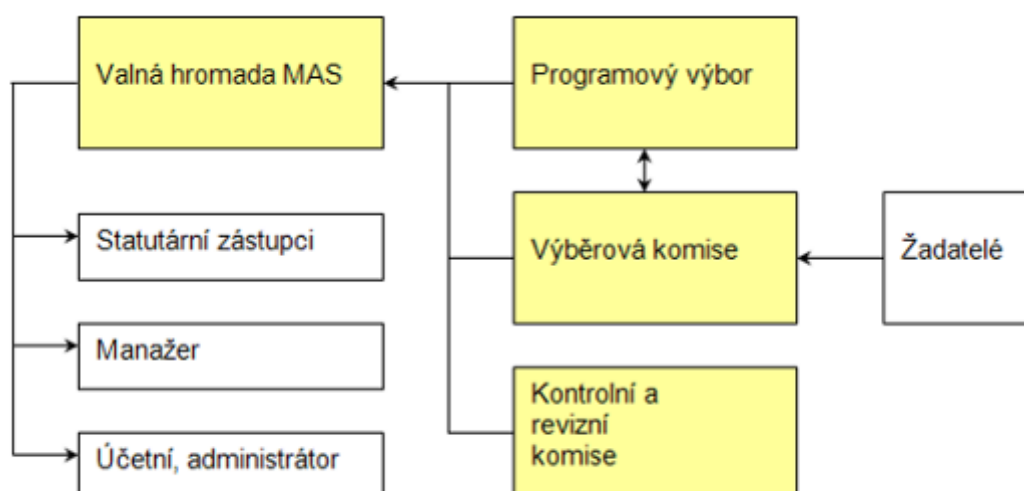 Valná hromada MAS
Programový výbor
Statutární zástupci
Výběrová komise
Žadatelé
Manažer
Kontrolní a
revizní
komise
Účetní, administrátor